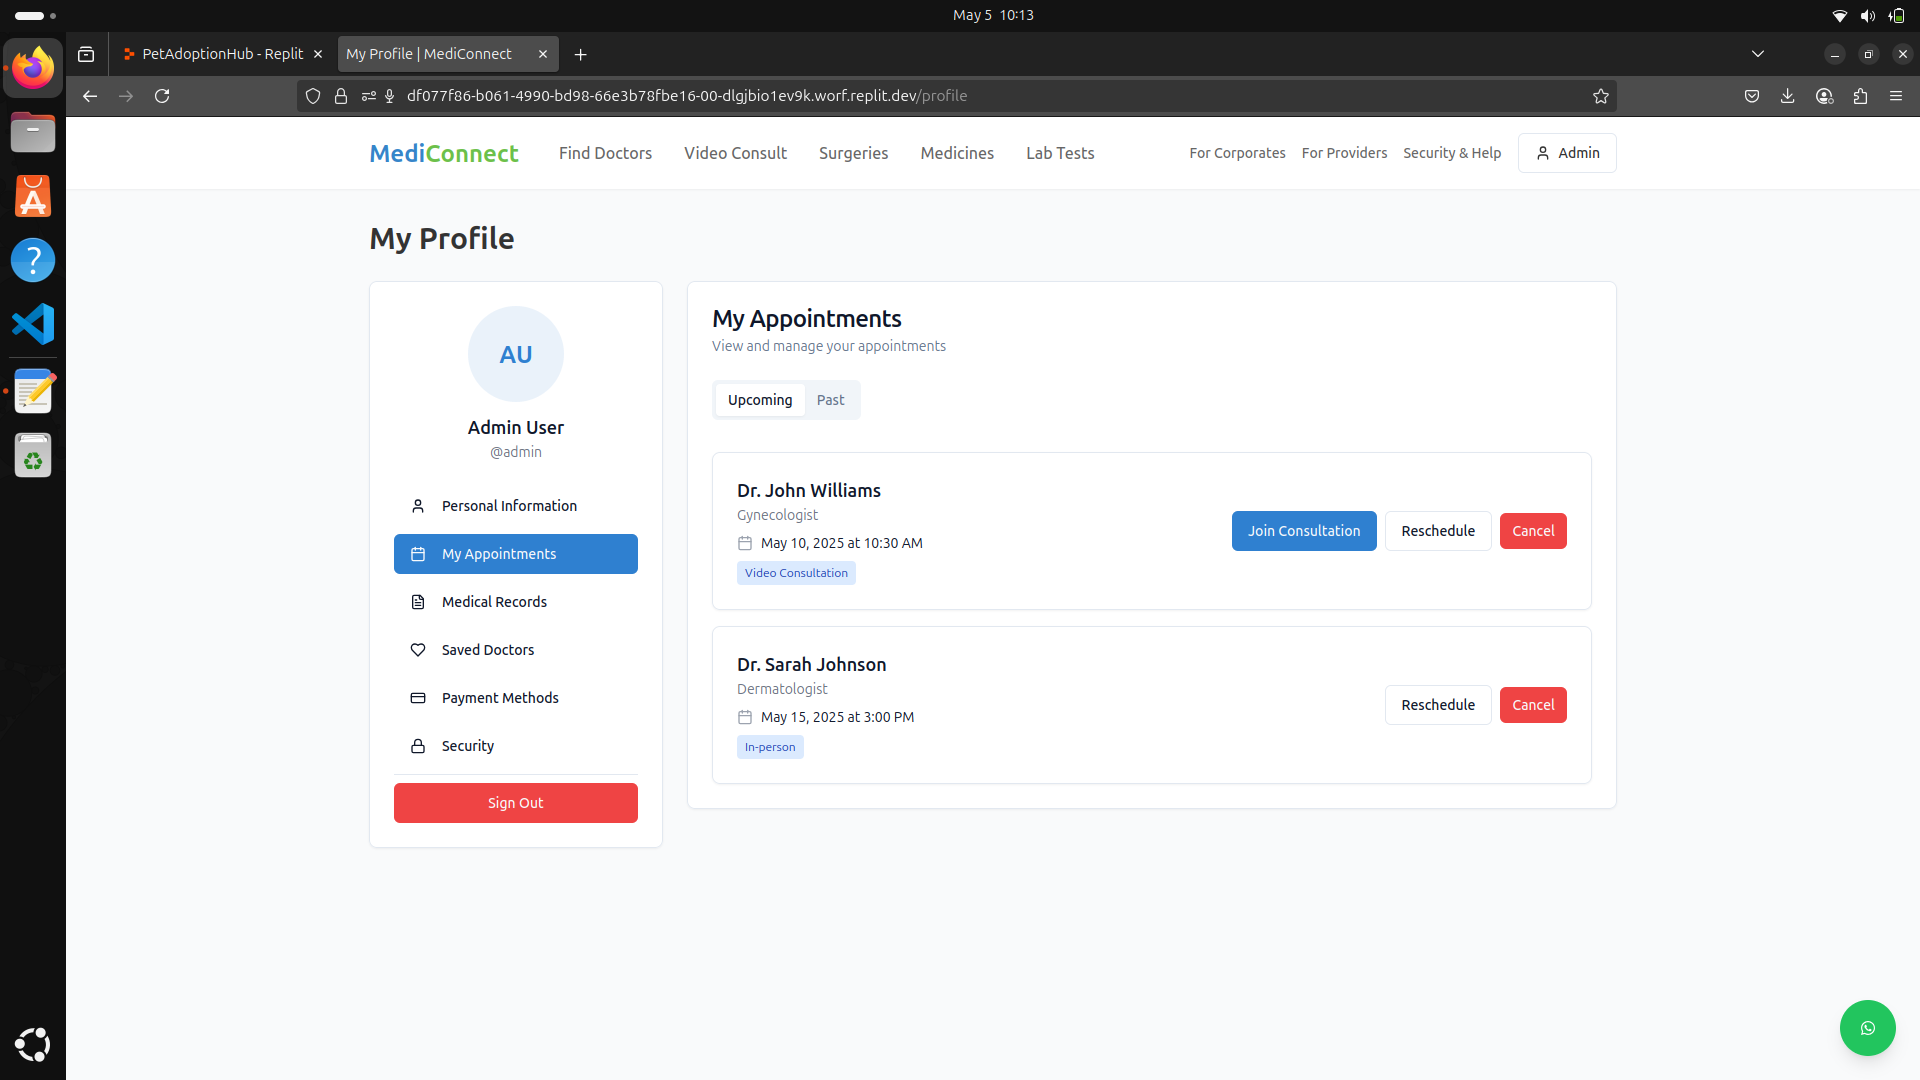 May 5 10:13
PetAdoptionHub - Replit
My Profile | MediConnect
df077f86-b061-4990-bd98-66e3b78fbe16-00-dlgjbio1ev9k.worf.replit.dev/profile
MediConnect
Find Doctors
Video Consult
Surgeries
Medicines
Lab Tests
For Corporates
For Providers
Security & Help
Admin
My Profile
AU
Admin User
@admin
Personal Information
My Appointments
Medical Records
Saved Doctors
Payment Methods
Security
Sign Out
My Appointments
View and manage your appointments
Upcoming
Past
Dr. John Williams
Gynecologist
May 10, 2025 at 10:30 AM
Video Consultation
Join Consultation
Reschedule
Cancel
Dr. Sarah Johnson
Dermatologist
May 15, 2025 at 3:00 PM
In-person
Reschedule
Cancel